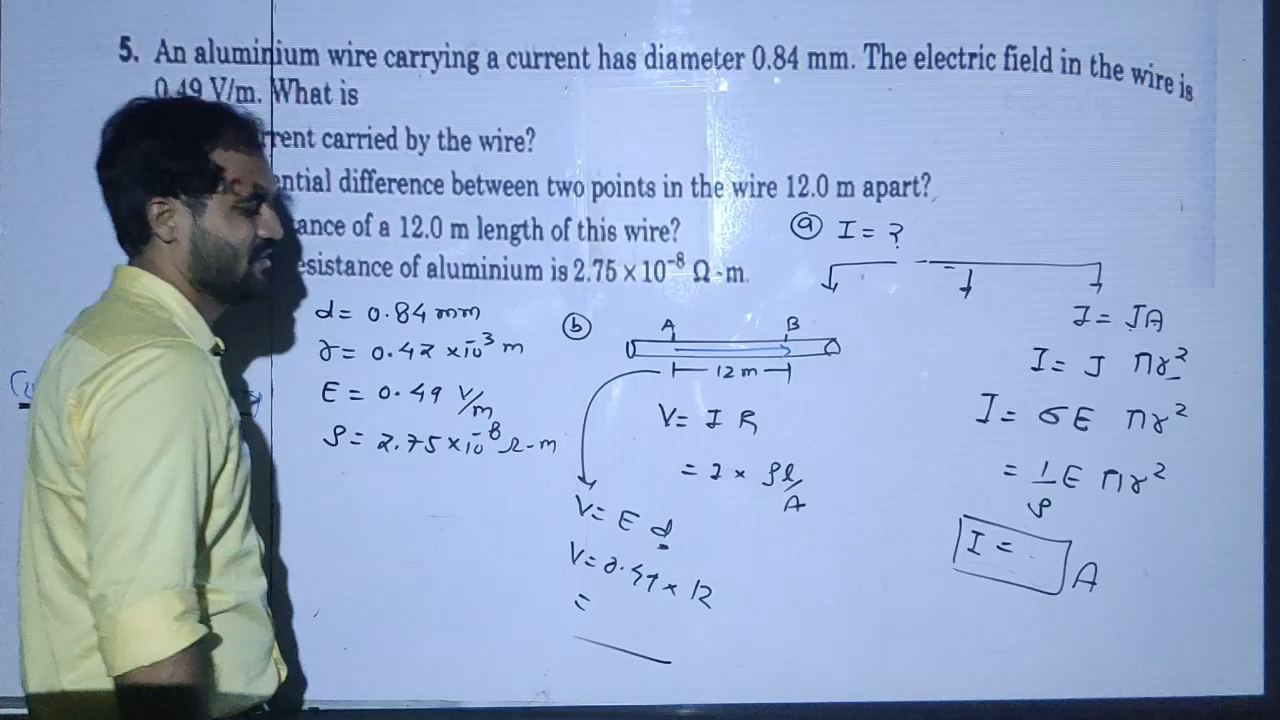 5. An aluminium wire carrying a current has diameter 0.84 mm. The electric field in the wire is
0.49 V/m. What is
rrent carried by the wire?
ential difference between two points in the wire 12.0 m apart?
ance of a 12.0 m length of this wire?
esistance of aluminium is 2.75 × 10⁻⁸ Ω-m.
d = 0.84 mm
r = 0.42 × 10⁻³ m
E = 0.49 V/m
ρ = 2.75 × 10⁻⁸ Ω-m
ⓑ
A B
12 m
V = I R
= I × ρl/A
V = E d
V = 0.49 × 12
=
ⓐ I = ?
I = JA
I = J πr²
I = σE πr²
= 1/ρ E πr²
I = A